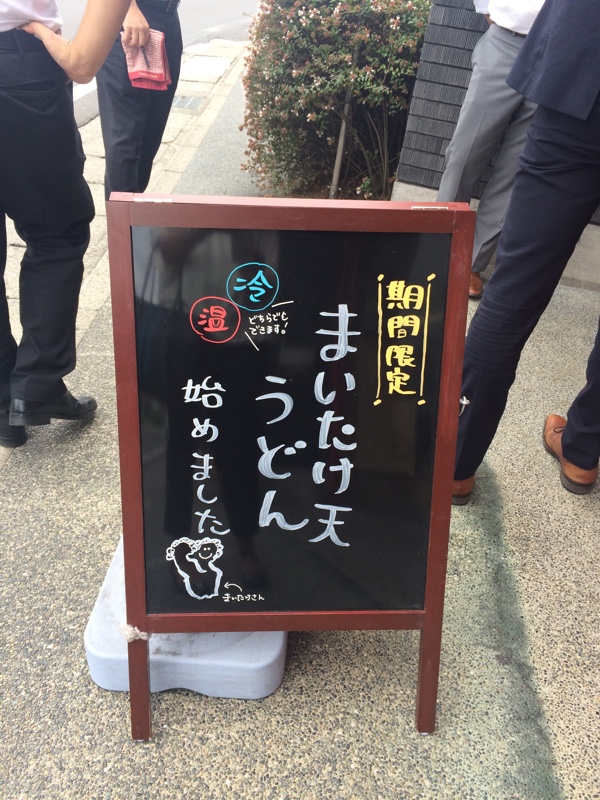 期間限定
まいたけ天
うどん
冷
温
どちらでも
できます!
始めました
まいたけさん